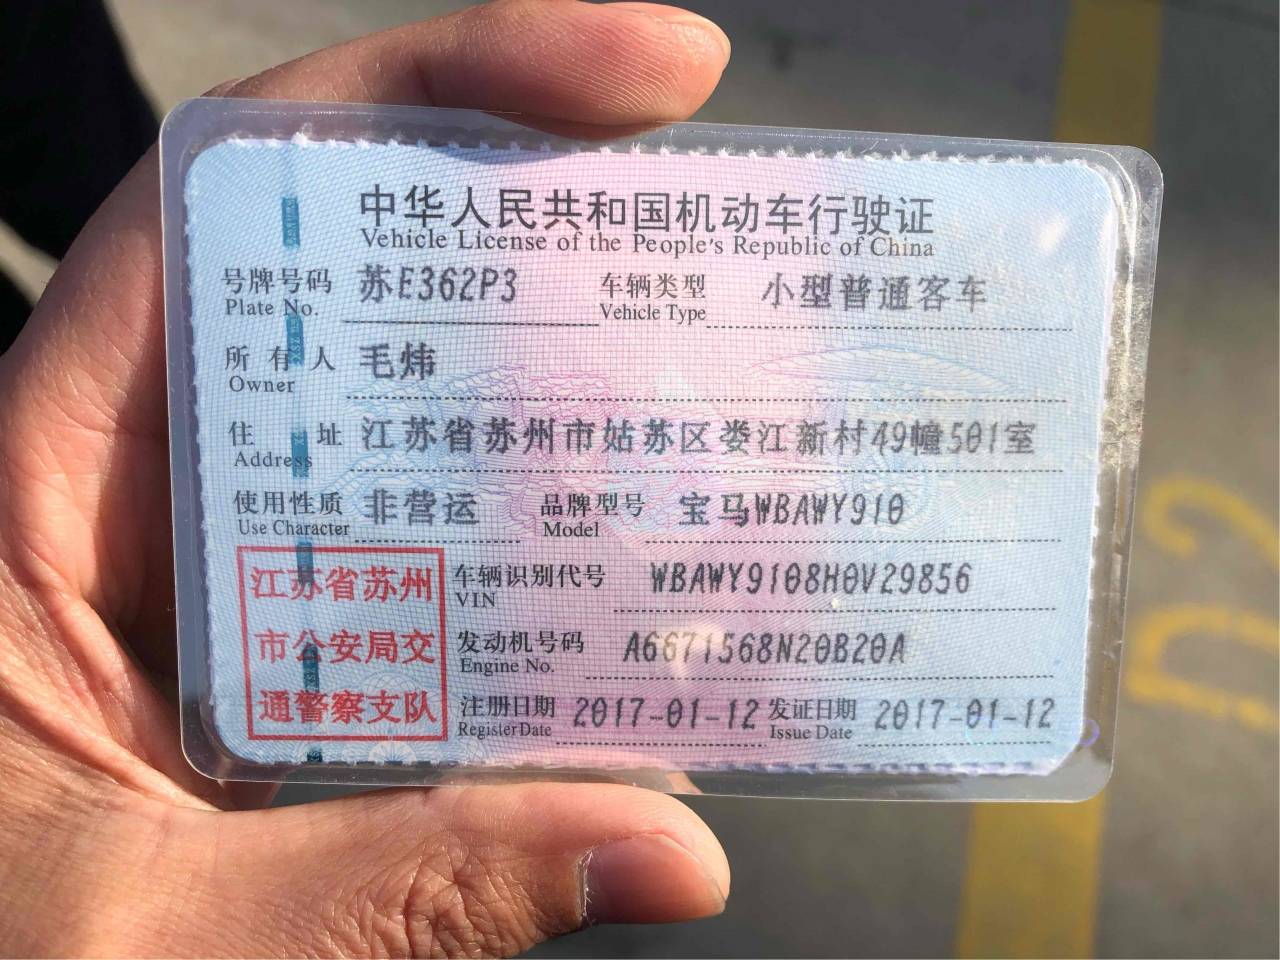 中华人民共和国机动车行驶证
Vehicle License of the People's Republic of China
号牌号码 苏E362P3 车辆类型 小型普通客车
Plate No. Vehicle Type
所有人 毛炜
Owner
住址 江苏省苏州市姑苏区娄江新村49幢501室
Address
使用性质 非营运 品牌型号 宝马WBAWY910
Use Character Model
江苏省苏州 车辆识别代号 WBAWY9108H0V29856
VIN
市公安局交 发动机号码 A6671568N20B20A
Engine No.
通警察支队 注册日期 2017-01-12 发证日期 2017-01-12
Register Date Issue Date